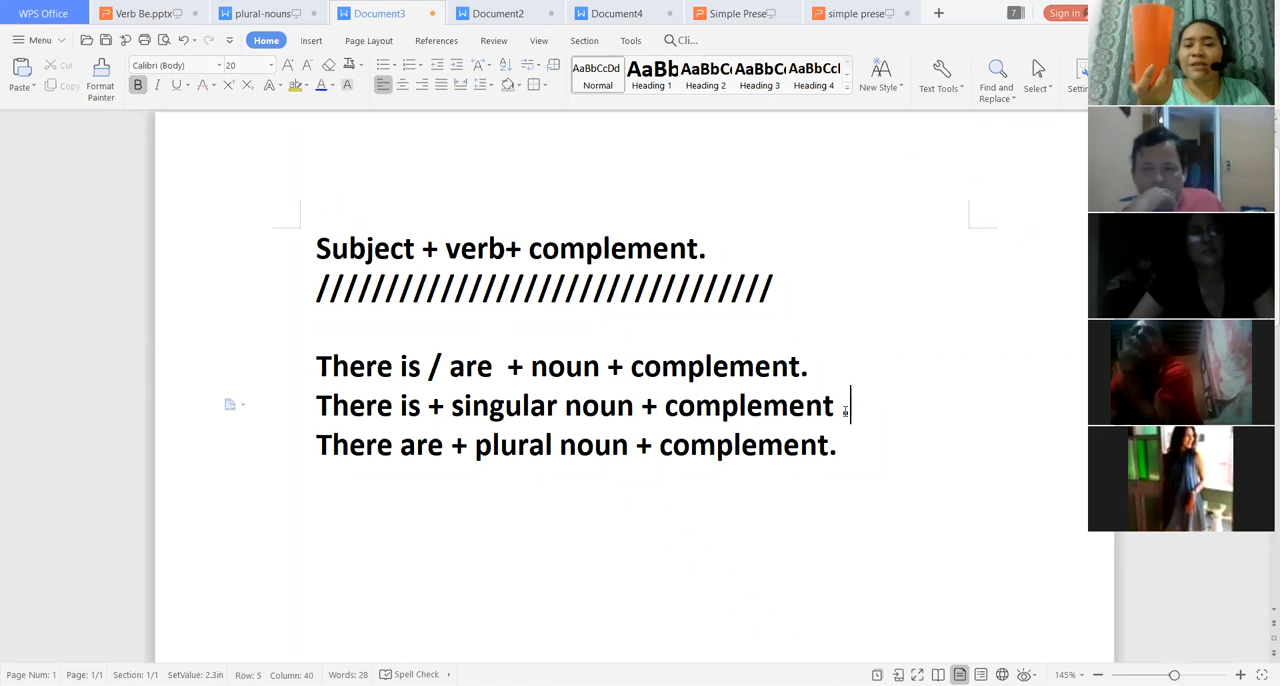 WPS Office Verb Be.pptx plural-nouns Document3 Document2 Document4 Simple Prese simple prese + 7 Sign in
Menu Home Insert Page Layout References Review View Section Tools Cli...
Paste Cut Copy Format Painter Calibri (Body) 20 AaBbCcDd Normal AaBb Heading 1 AaBbC Heading 2 AaBbC Heading 3 AaBbCcI Heading 4 New Style Text Tools Find and Replace Select Settin
Subject + verb+ complement.
/////////////////////////////////
There is / are + noun + complement.
There is + singular noun + complement
There are + plural noun + complement.
Page Num: 1 Page: 1/1 Section: 1/1 SetValue: 2.3in Row: 5 Column: 40 Words: 28 Spell Check 145%